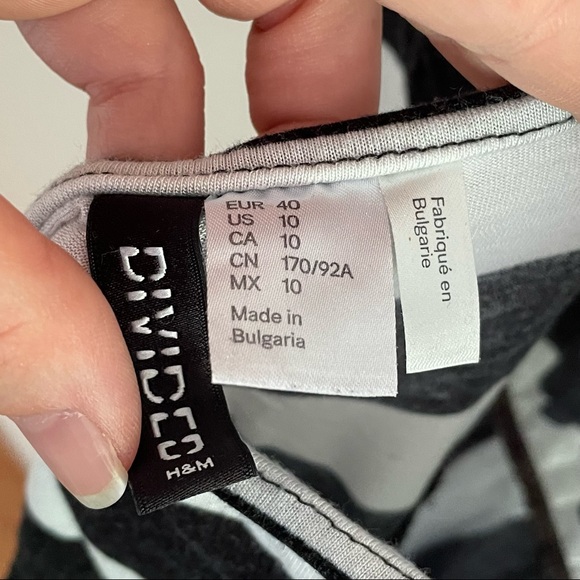 DIVIDED
H&M
EUR 40
US 10
CA 10
CN 170/92A
MX 10
Made in
Bulgaria
Fabriqué en
Bulgarie